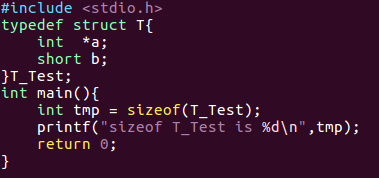 #include <stdio.h>
typedef struct T{
    int  *a;
    short b;
}T_Test;
int main(){
    int tmp = sizeof(T_Test);
    printf("sizeof T_Test is %d\n",tmp);
    return 0;
}